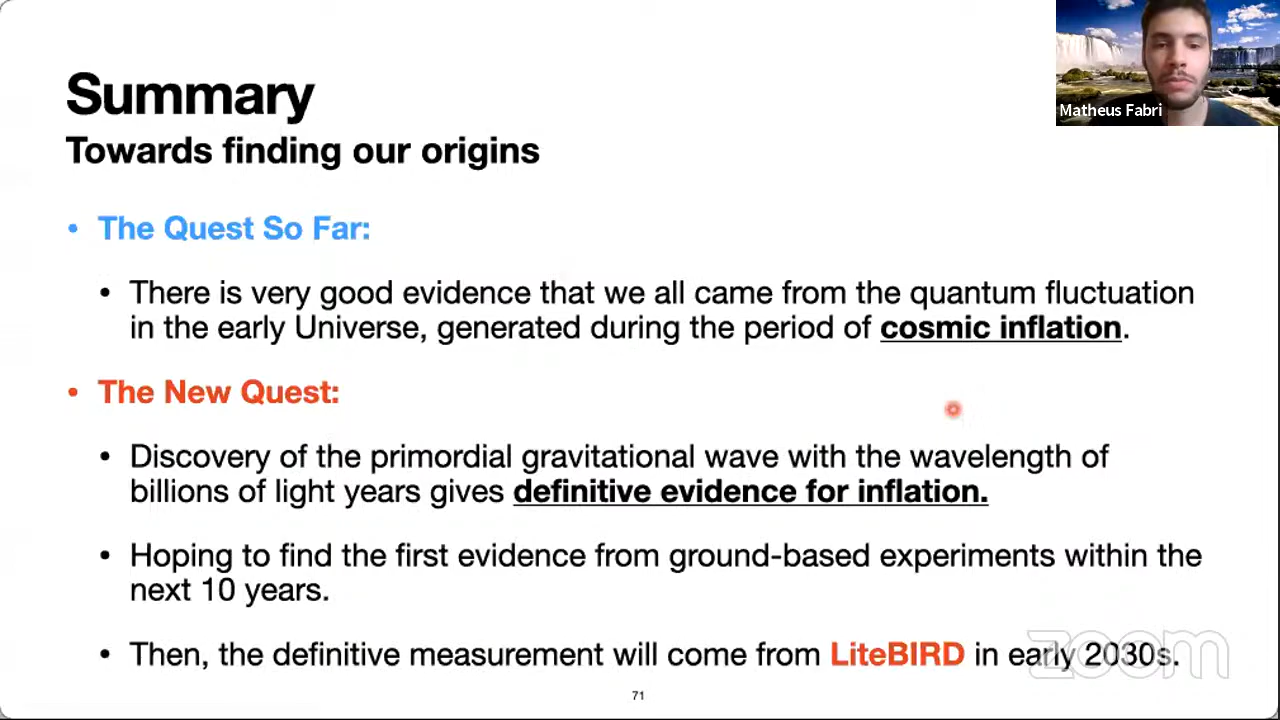 Summary
Towards finding our origins
Matheus Fabri
• The Quest So Far:
• There is very good evidence that we all came from the quantum fluctuation
in the early Universe, generated during the period of cosmic inflation.
• The New Quest:
• Discovery of the primordial gravitational wave with the wavelength of
billions of light years gives definitive evidence for inflation.
• Hoping to find the first evidence from ground-based experiments within the
next 10 years.
• Then, the definitive measurement will come from LiteBIRD in early 2030s.
zoom
71